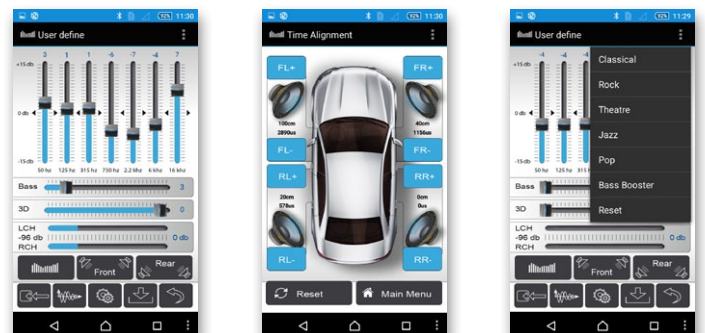 92% 11:30
User define
3 1 1 -6 -7 -4 7
+15 db
0 db
-15 db
50 hz 125 hz 315 hz 750 hz 2.2 khz 6 khz 16 khz
Bass 3
3D 0
LCH
-96 db 0 db
RCH
Front
Rear
92% 11:30
Time Alignment
FL+ FR+
100cm 40cm
2890us 1156us
FL- FR-
RL+ RR+
20cm 0cm
578us 0us
RL- RR-
Reset Main Menu
92% 11:29
User define
-4 -4
+15 db
0 db
-15 db
50 hz 125 hz 315 hz
Bass
3D
LCH
-96 db 0 db
RCH
Front
Rear
Classical
Rock
Theatre
Jazz
Pop
Bass Booster
Reset